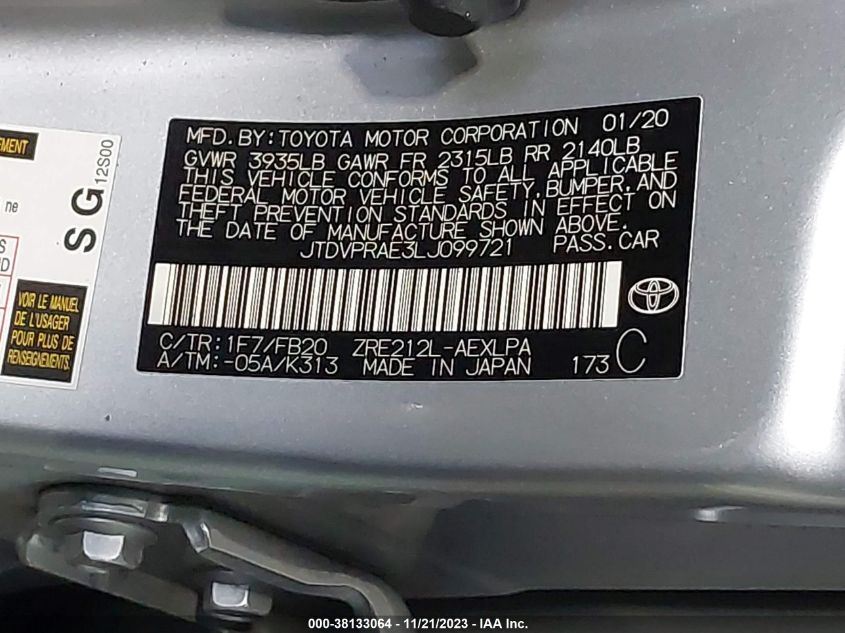 EMENT
ne
S
D
SG 12S00
VOIR LE MANUEL
DE L'USAGER
POUR PLUS DE
RENSEIGNEMENTS
MFD.BY:TOYOTA MOTOR CORPORATION 01/20
GVWR 3935LB GAWR FR 2315LB RR 2140LB
THIS VEHICLE CONFORMS TO ALL APPLICABLE
FEDERAL MOTOR VEHICLE SAFETY,BUMPER,AND
THEFT PREVENTION STANDARDS IN EFFECT ON
THE DATE OF MANUFACTURE SHOWN ABOVE.
JTDVPRAE3LJ099721 PASS.CAR
C/TR:1F7/FB20 ZRE212L-AEXLPA
A/TM:-05A/K313 MADE IN JAPAN 173 C
000-38133064 - 11/21/2023 - IAA Inc.